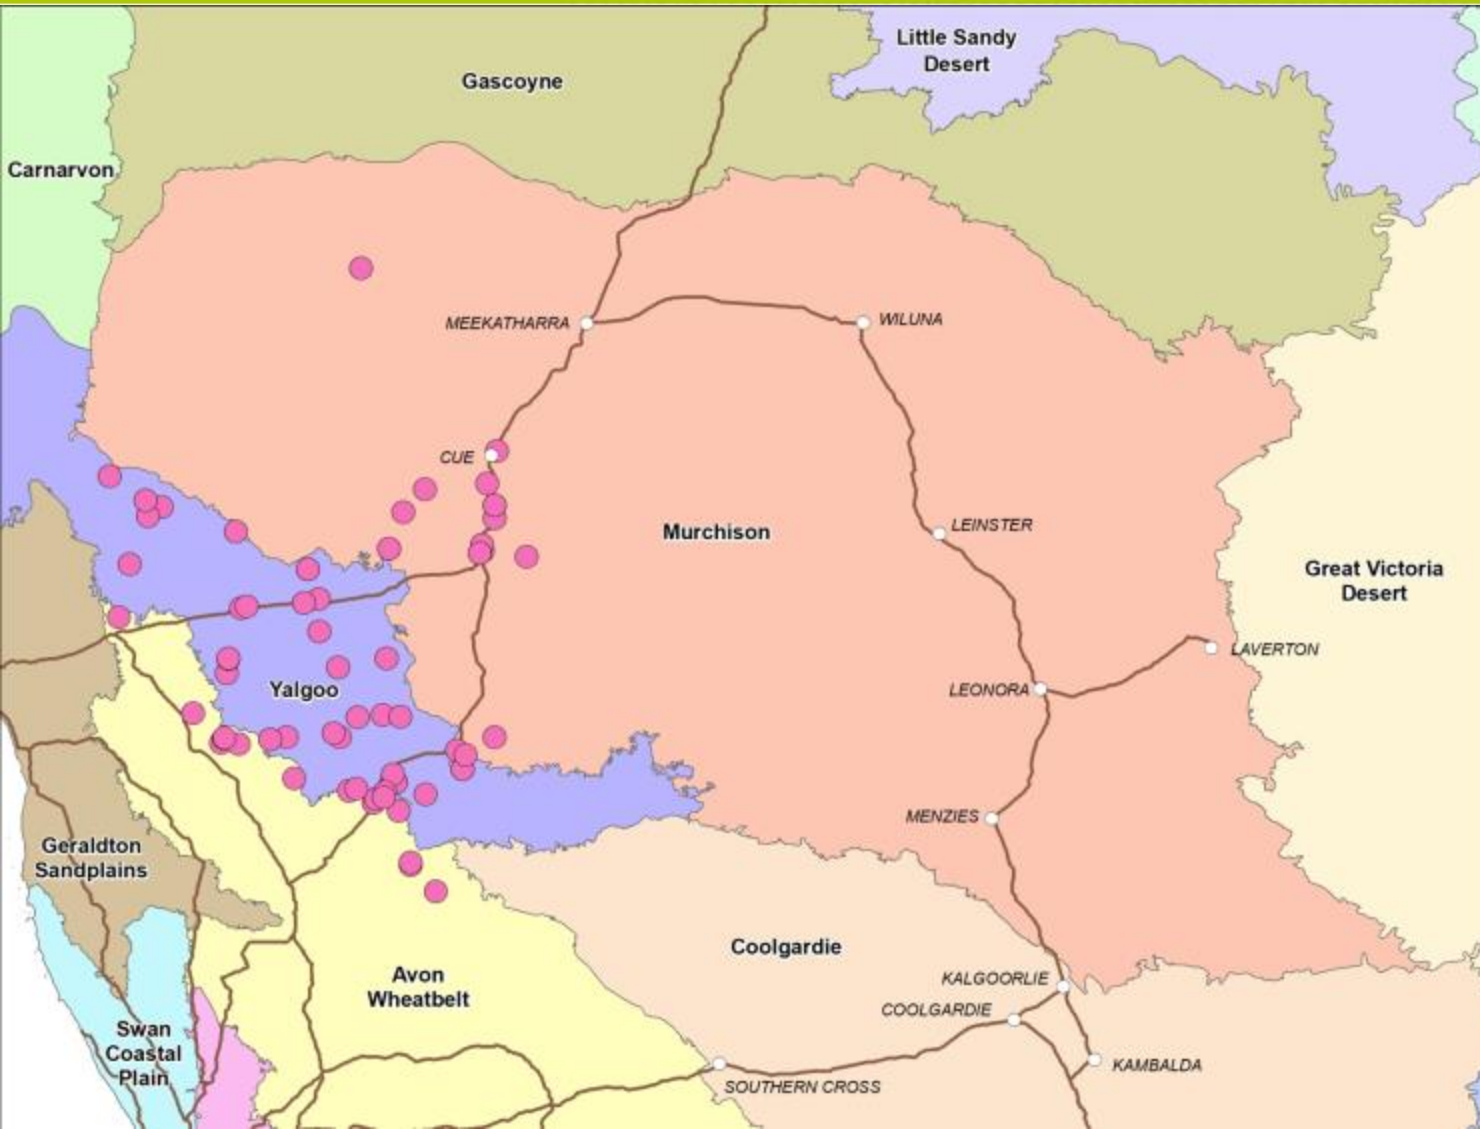 Little Sandy
Desert
Gascoyne
Carnarvon
MEEKATHARRA
WILUNA
CUE
LEINSTER
Murchison
Great Victoria
Desert
LAVERTON
LEONORA
Yalgoo
MENZIES
Geraldton
Sandplains
Coolgardie
Avon
Wheatbelt
KALGOORLIE
COOLGARDIE
Swan
Coastal
Plain
KAMBALDA
SOUTHERN CROSS